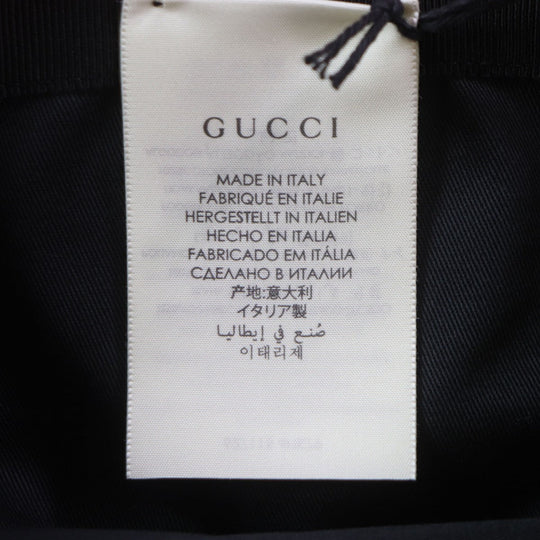 GUCCI
MADE IN ITALY
FABRIQUÉ EN ITALIE
HERGESTELLT IN ITALIEN
HECHO EN ITALIA
FABRICADO EM ITÁLIA
СДЕЛАНО В ИТАЛИИ
产地:意大利
イタリア製
صُنع في إيطاليا
이태리제